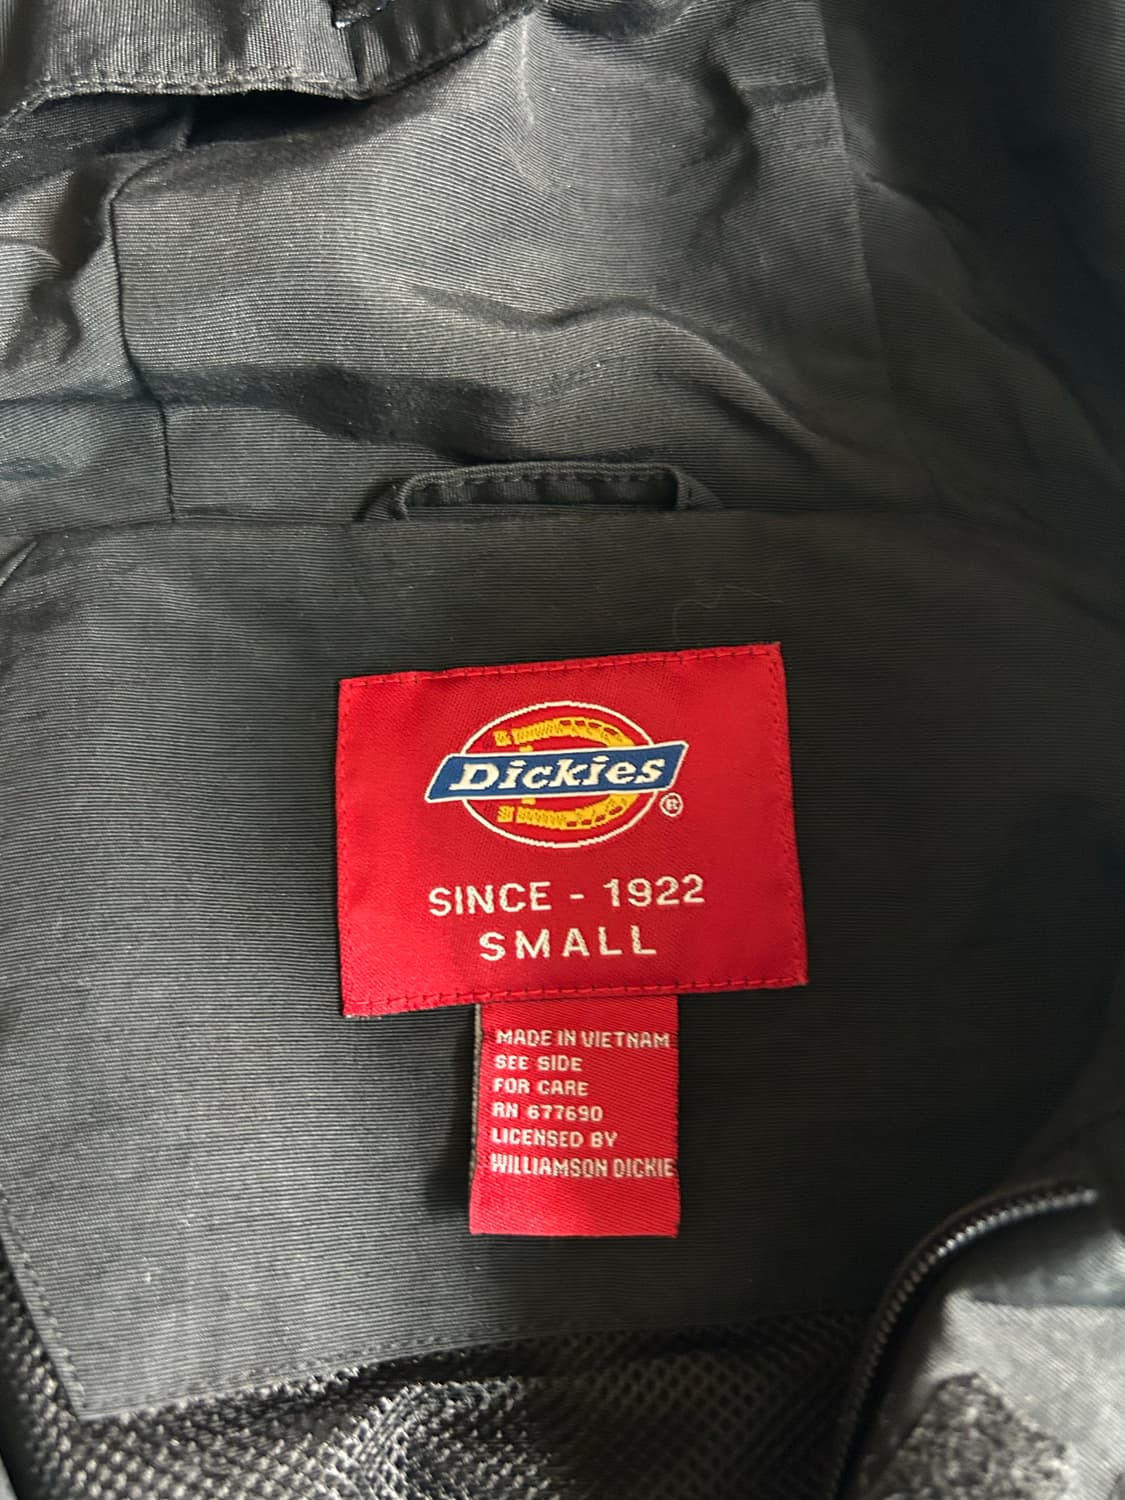 Dickies®
SINCE - 1922
SMALL
MADE IN VIETNAM
SEE SIDE
FOR CARE
RN 677690
LICENSED BY
WILLIAMSON DICKIE